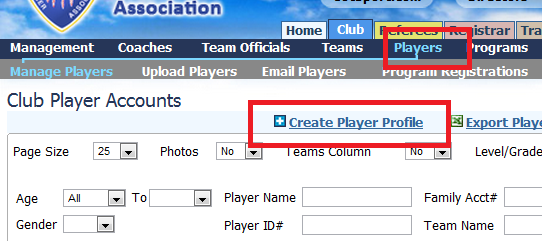 Association
Home Club Referees Registrar
Management Coaches Team Officials Teams Players Programs
Manage Players Upload Players Email Players Program Registrations
Club Player Accounts
Create Player Profile Export Playe
Page Size 25 Photos No Teams Column No Level/Grade
Age All To Player Name Family Acct#
Gender Player ID# Team Name